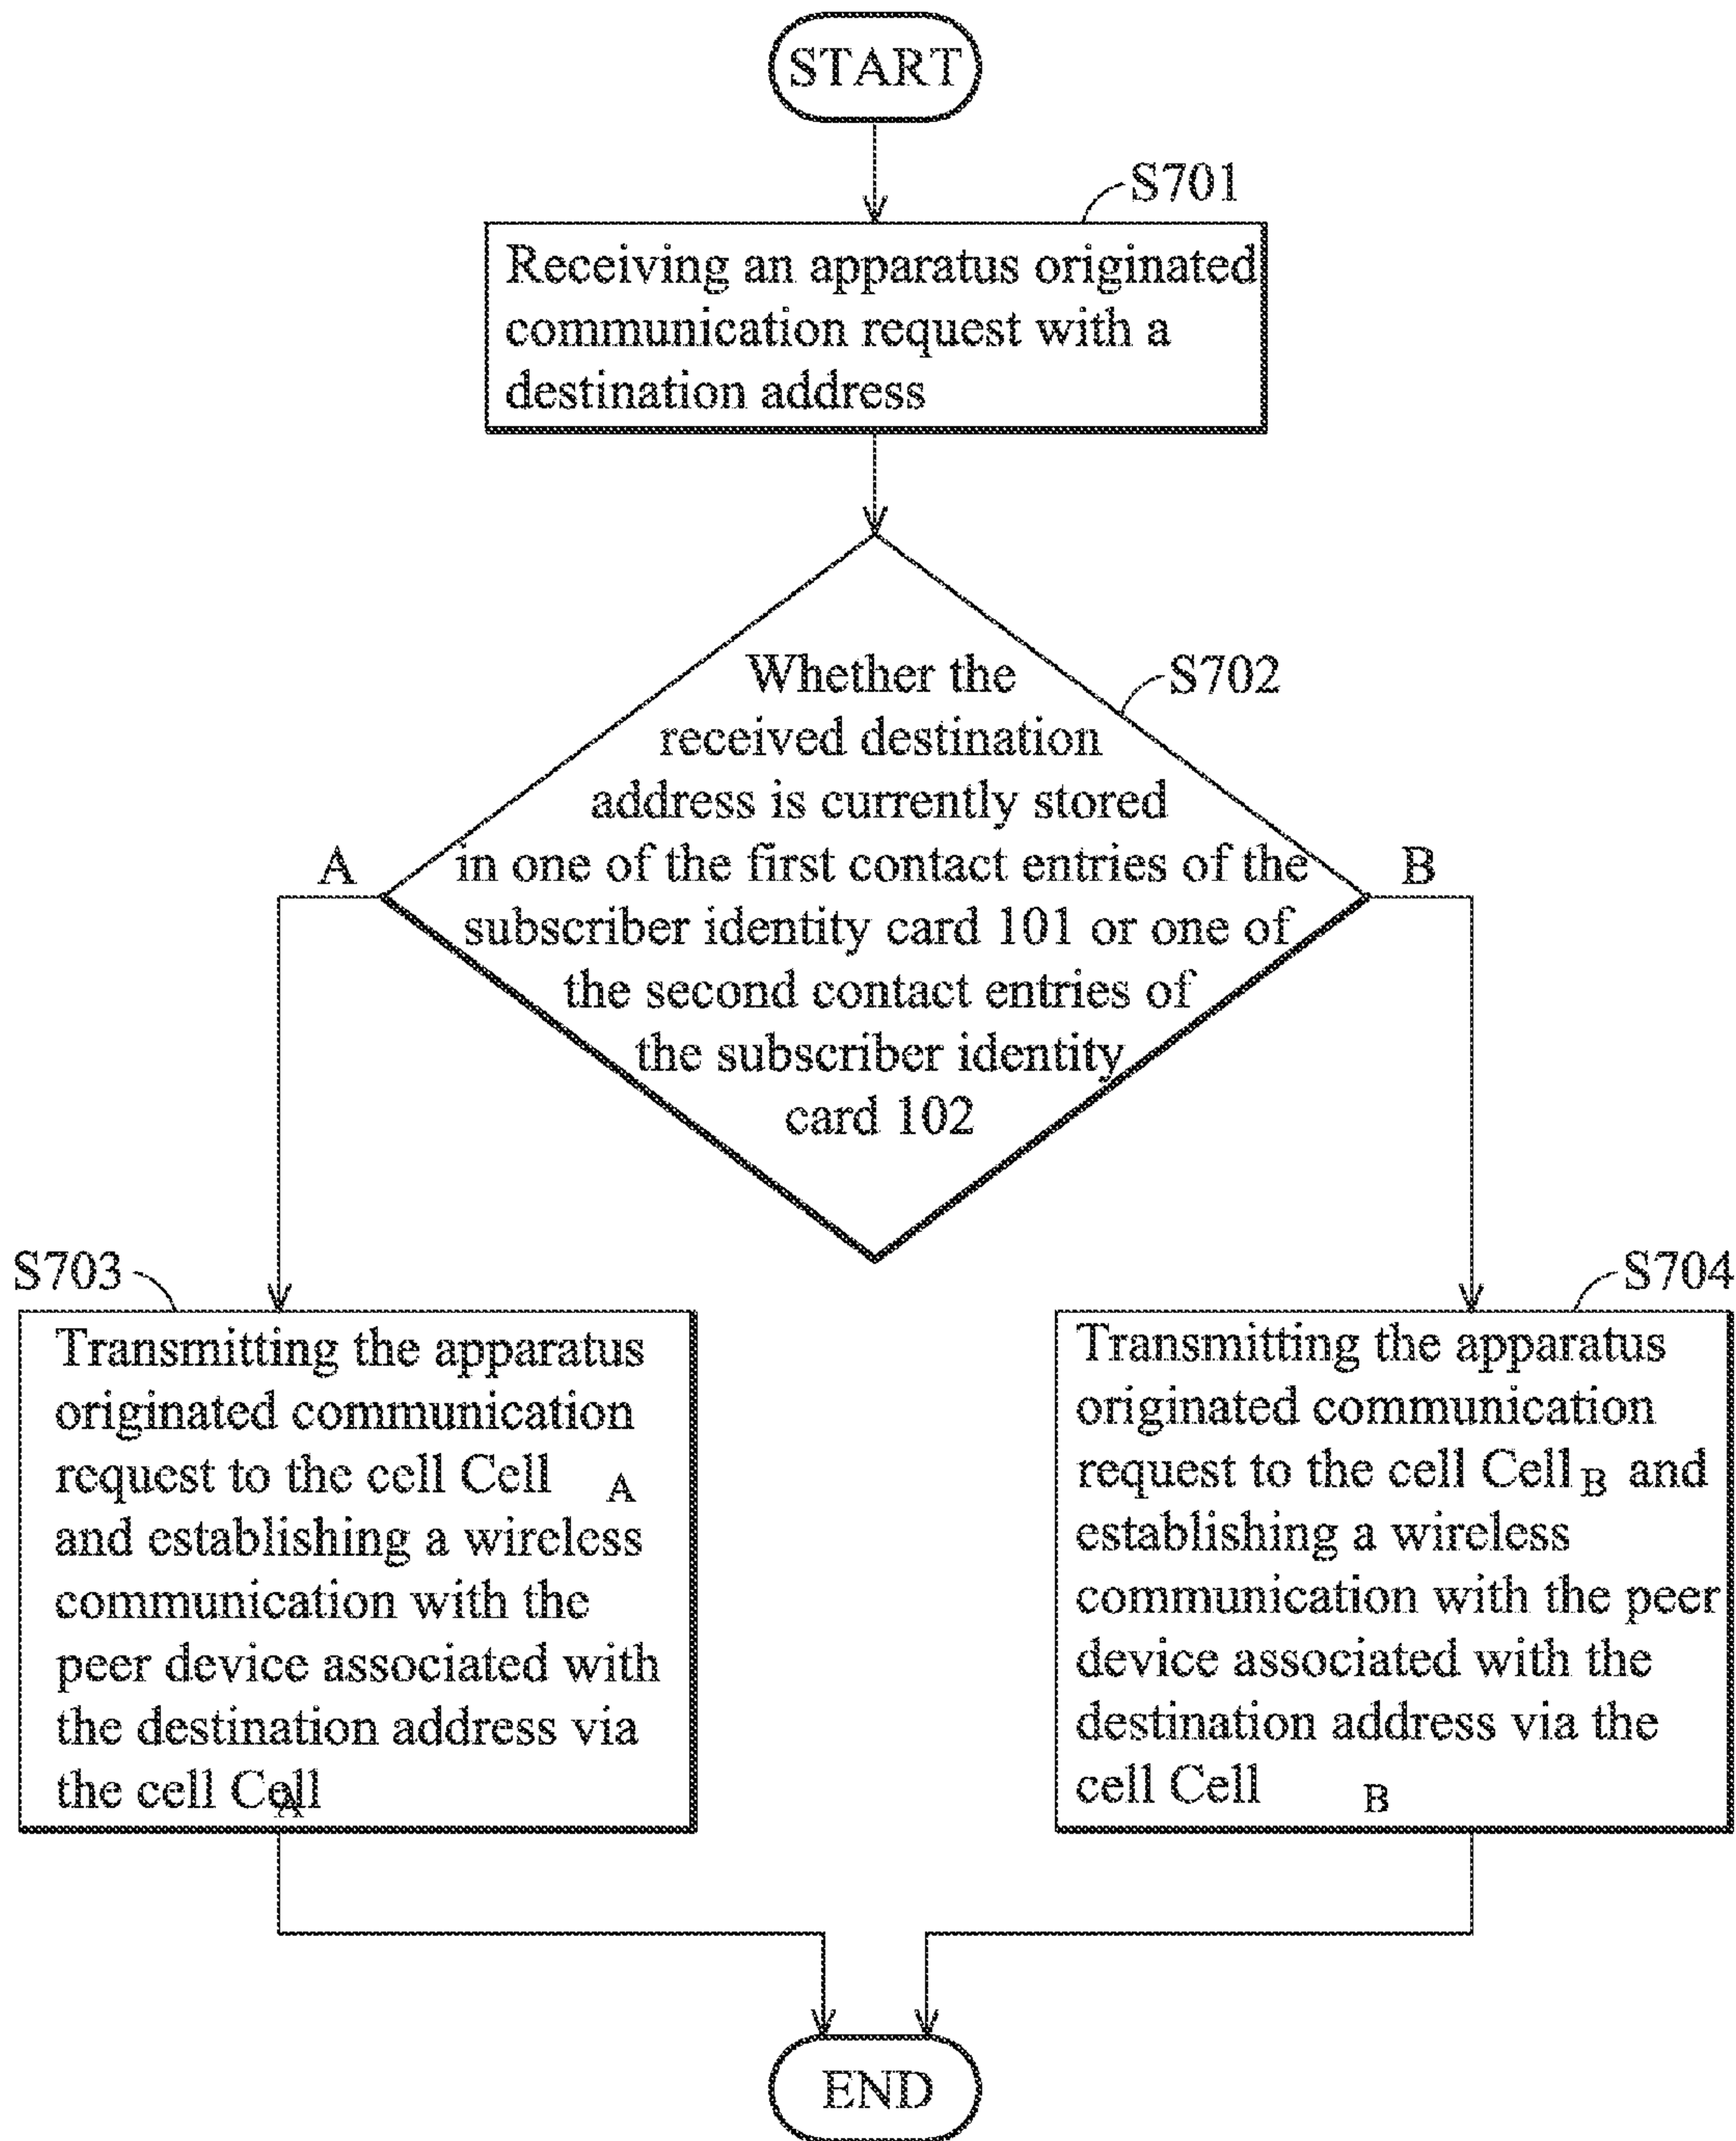 START
S701
Receiving an apparatus originated
communication request with a
destination address
S702
Whether the
received destination
address is currently stored
in one of the first contact entries of the
subscriber identity card 101 or one of
the second contact entries of
the subscriber identity
card 102
A
B
S703
Transmitting the apparatus
originated communication
request to the cell Cell A
and establishing a wireless
communication with the
peer device associated with
the destination address via
the cell Cell A
S704
Transmitting the apparatus
originated communication
request to the cell Cell B and
establishing a wireless
communication with the peer
device associated with the
destination address via the
cell Cell B
END